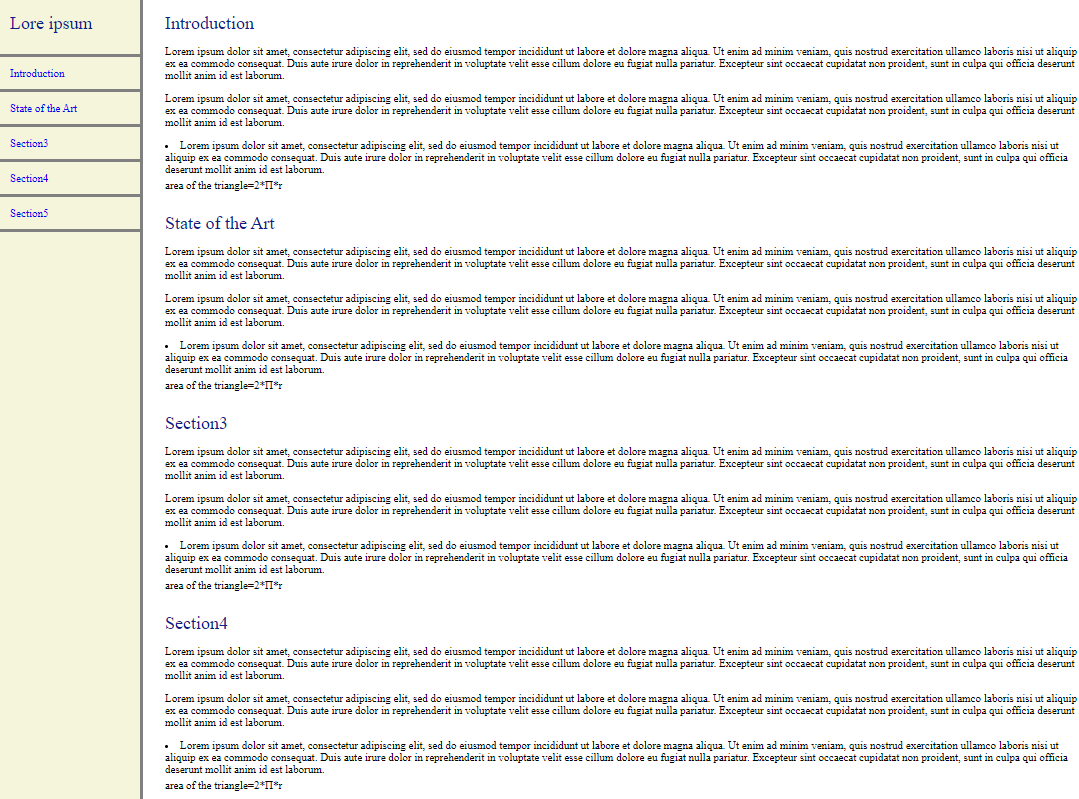 Lore ipsum
Introduction
State of the Art
Section3
Section4
Section5
Introduction
Lorem ipsum dolor sit amet, consectetur adipiscing elit, sed do eiusmod tempor incididunt ut labore et dolore magna aliqua. Ut enim ad minim veniam, quis nostrud exercitation ullamco laboris nisi ut aliquip
ex ea commodo consequat. Duis aute irure dolor in reprehenderit in voluptate velit esse cillum dolore eu fugiat nulla pariatur. Excepteur sint occaecat cupidatat non proident, sunt in culpa qui officia deserunt
mollit anim id est laborum.
Lorem ipsum dolor sit amet, consectetur adipiscing elit, sed do eiusmod tempor incididunt ut labore et dolore magna aliqua. Ut enim ad minim veniam, quis nostrud exercitation ullamco laboris nisi ut aliquip
ex ea commodo consequat. Duis aute irure dolor in reprehenderit in voluptate velit esse cillum dolore eu fugiat nulla pariatur. Excepteur sint occaecat cupidatat non proident, sunt in culpa qui officia deserunt
mollit anim id est laborum.
• Lorem ipsum dolor sit amet, consectetur adipiscing elit, sed do eiusmod tempor incididunt ut labore et dolore magna aliqua. Ut enim ad minim veniam, quis nostrud exercitation ullamco laboris nisi ut
aliquip ex ea commodo consequat. Duis aute irure dolor in reprehenderit in voluptate velit esse cillum dolore eu fugiat nulla pariatur. Excepteur sint occaecat cupidatat non proident, sunt in culpa qui officia
deserunt mollit anim id est laborum.
area of the triangle=2*Π*r
State of the Art
Lorem ipsum dolor sit amet, consectetur adipiscing elit, sed do eiusmod tempor incididunt ut labore et dolore magna aliqua. Ut enim ad minim veniam, quis nostrud exercitation ullamco laboris nisi ut aliquip
ex ea commodo consequat. Duis aute irure dolor in reprehenderit in voluptate velit esse cillum dolore eu fugiat nulla pariatur. Excepteur sint occaecat cupidatat non proident, sunt in culpa qui officia deserunt
mollit anim id est laborum.
Lorem ipsum dolor sit amet, consectetur adipiscing elit, sed do eiusmod tempor incididunt ut labore et dolore magna aliqua. Ut enim ad minim veniam, quis nostrud exercitation ullamco laboris nisi ut aliquip
ex ea commodo consequat. Duis aute irure dolor in reprehenderit in voluptate velit esse cillum dolore eu fugiat nulla pariatur. Excepteur sint occaecat cupidatat non proident, sunt in culpa qui officia deserunt
mollit anim id est laborum.
• Lorem ipsum dolor sit amet, consectetur adipiscing elit, sed do eiusmod tempor incididunt ut labore et dolore magna aliqua. Ut enim ad minim veniam, quis nostrud exercitation ullamco laboris nisi ut
aliquip ex ea commodo consequat. Duis aute irure dolor in reprehenderit in voluptate velit esse cillum dolore eu fugiat nulla pariatur. Excepteur sint occaecat cupidatat non proident, sunt in culpa qui officia
deserunt mollit anim id est laborum.
area of the triangle=2*Π*r
Section3
Lorem ipsum dolor sit amet, consectetur adipiscing elit, sed do eiusmod tempor incididunt ut labore et dolore magna aliqua. Ut enim ad minim veniam, quis nostrud exercitation ullamco laboris nisi ut aliquip
ex ea commodo consequat. Duis aute irure dolor in reprehenderit in voluptate velit esse cillum dolore eu fugiat nulla pariatur. Excepteur sint occaecat cupidatat non proident, sunt in culpa qui officia deserunt
mollit anim id est laborum.
Lorem ipsum dolor sit amet, consectetur adipiscing elit, sed do eiusmod tempor incididunt ut labore et dolore magna aliqua. Ut enim ad minim veniam, quis nostrud exercitation ullamco laboris nisi ut aliquip
ex ea commodo consequat. Duis aute irure dolor in reprehenderit in voluptate velit esse cillum dolore eu fugiat nulla pariatur. Excepteur sint occaecat cupidatat non proident, sunt in culpa qui officia deserunt
mollit anim id est laborum.
• Lorem ipsum dolor sit amet, consectetur adipiscing elit, sed do eiusmod tempor incididunt ut labore et dolore magna aliqua. Ut enim ad minim veniam, quis nostrud exercitation ullamco laboris nisi ut
aliquip ex ea commodo consequat. Duis aute irure dolor in reprehenderit in voluptate velit esse cillum dolore eu fugiat nulla pariatur. Excepteur sint occaecat cupidatat non proident, sunt in culpa qui officia
deserunt mollit anim id est laborum.
area of the triangle=2*Π*r
Section4
Lorem ipsum dolor sit amet, consectetur adipiscing elit, sed do eiusmod tempor incididunt ut labore et dolore magna aliqua. Ut enim ad minim veniam, quis nostrud exercitation ullamco laboris nisi ut aliquip
ex ea commodo consequat. Duis aute irure dolor in reprehenderit in voluptate velit esse cillum dolore eu fugiat nulla pariatur. Excepteur sint occaecat cupidatat non proident, sunt in culpa qui officia deserunt
mollit anim id est laborum.
Lorem ipsum dolor sit amet, consectetur adipiscing elit, sed do eiusmod tempor incididunt ut labore et dolore magna aliqua. Ut enim ad minim veniam, quis nostrud exercitation ullamco laboris nisi ut aliquip
ex ea commodo consequat. Duis aute irure dolor in reprehenderit in voluptate velit esse cillum dolore eu fugiat nulla pariatur. Excepteur sint occaecat cupidatat non proident, sunt in culpa qui officia deserunt
mollit anim id est laborum.
• Lorem ipsum dolor sit amet, consectetur adipiscing elit, sed do eiusmod tempor incididunt ut labore et dolore magna aliqua. Ut enim ad minim veniam, quis nostrud exercitation ullamco laboris nisi ut
aliquip ex ea commodo consequat. Duis aute irure dolor in reprehenderit in voluptate velit esse cillum dolore eu fugiat nulla pariatur. Excepteur sint occaecat cupidatat non proident, sunt in culpa qui officia
deserunt mollit anim id est laborum.
area of the triangle=2*Π*r